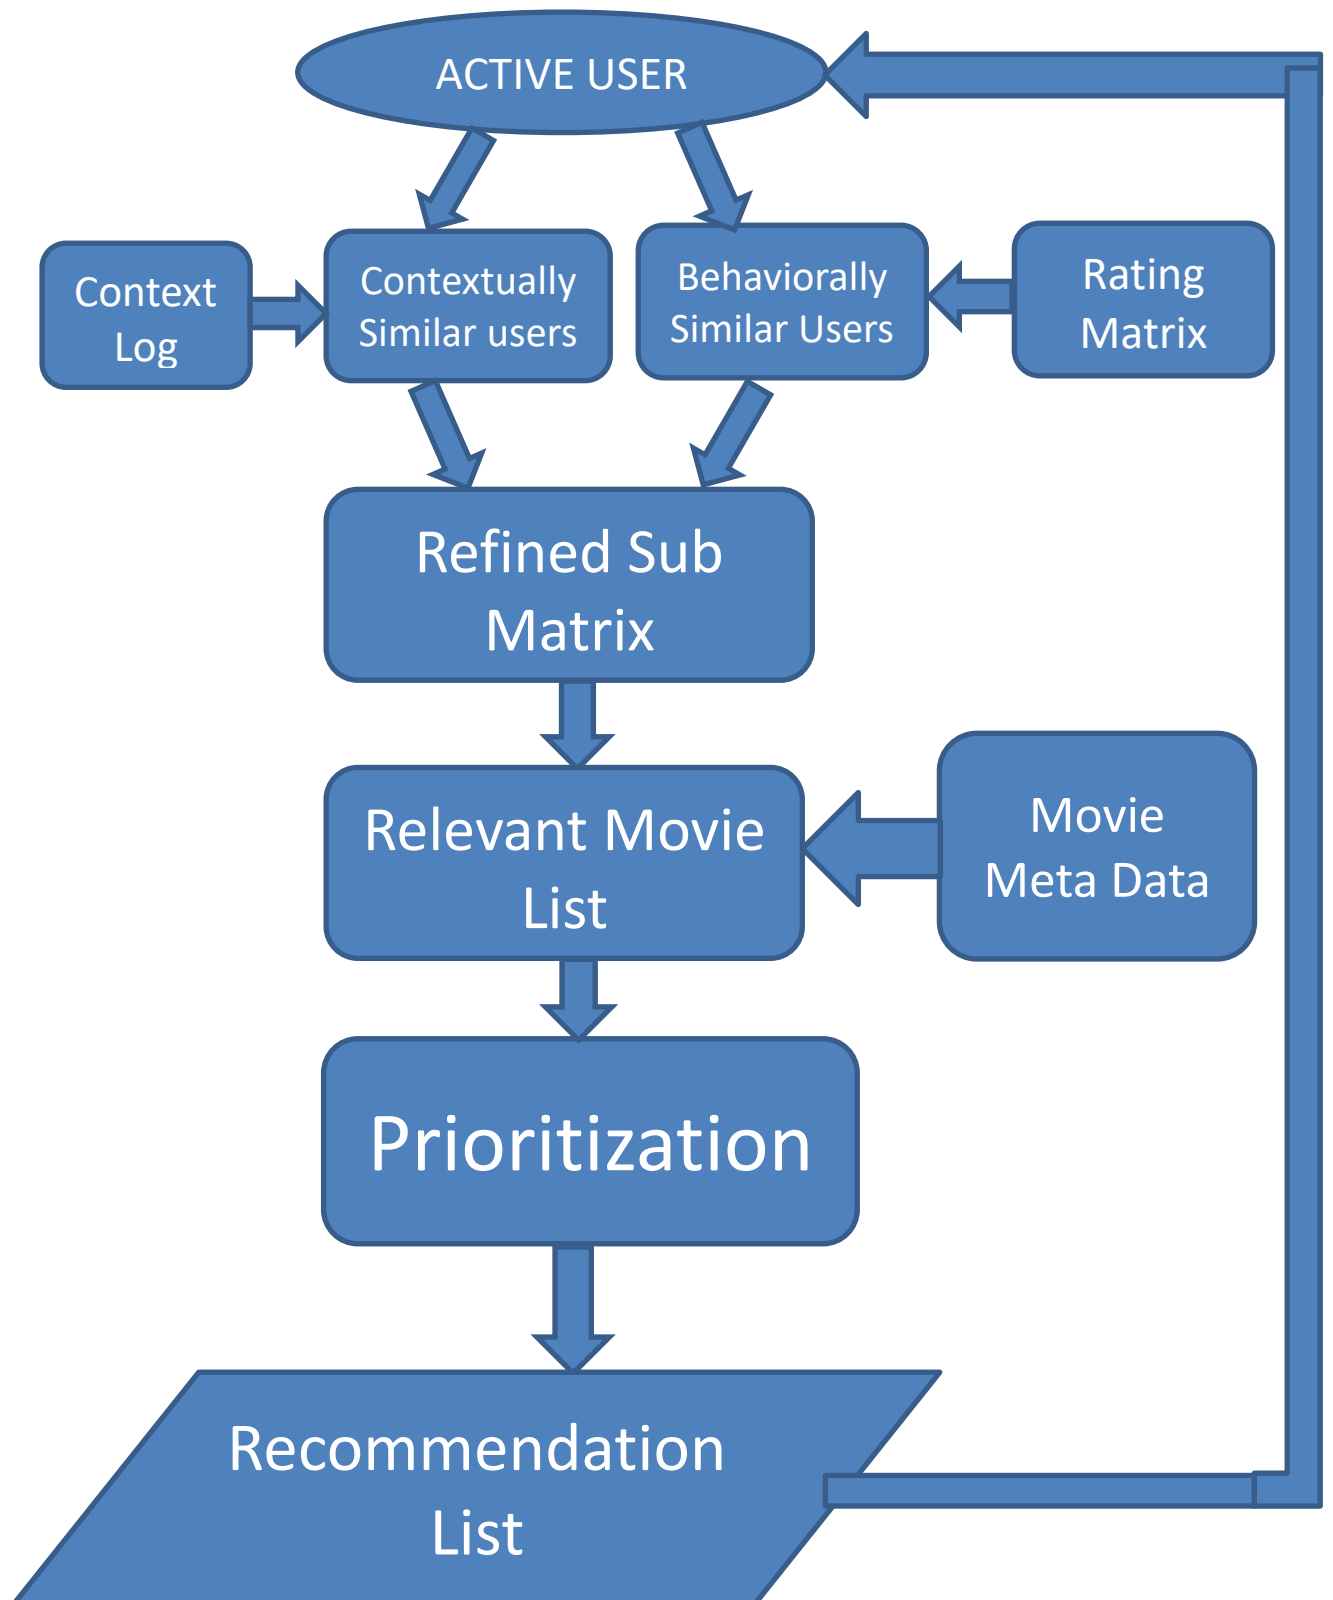 ACTIVE USER
Context
Log
Contextually
Similar users
Behaviorally
Similar Users
Rating
Matrix
Refined Sub
Matrix
Relevant Movie
List
Movie
Meta Data
Prioritization
Recommendation
List